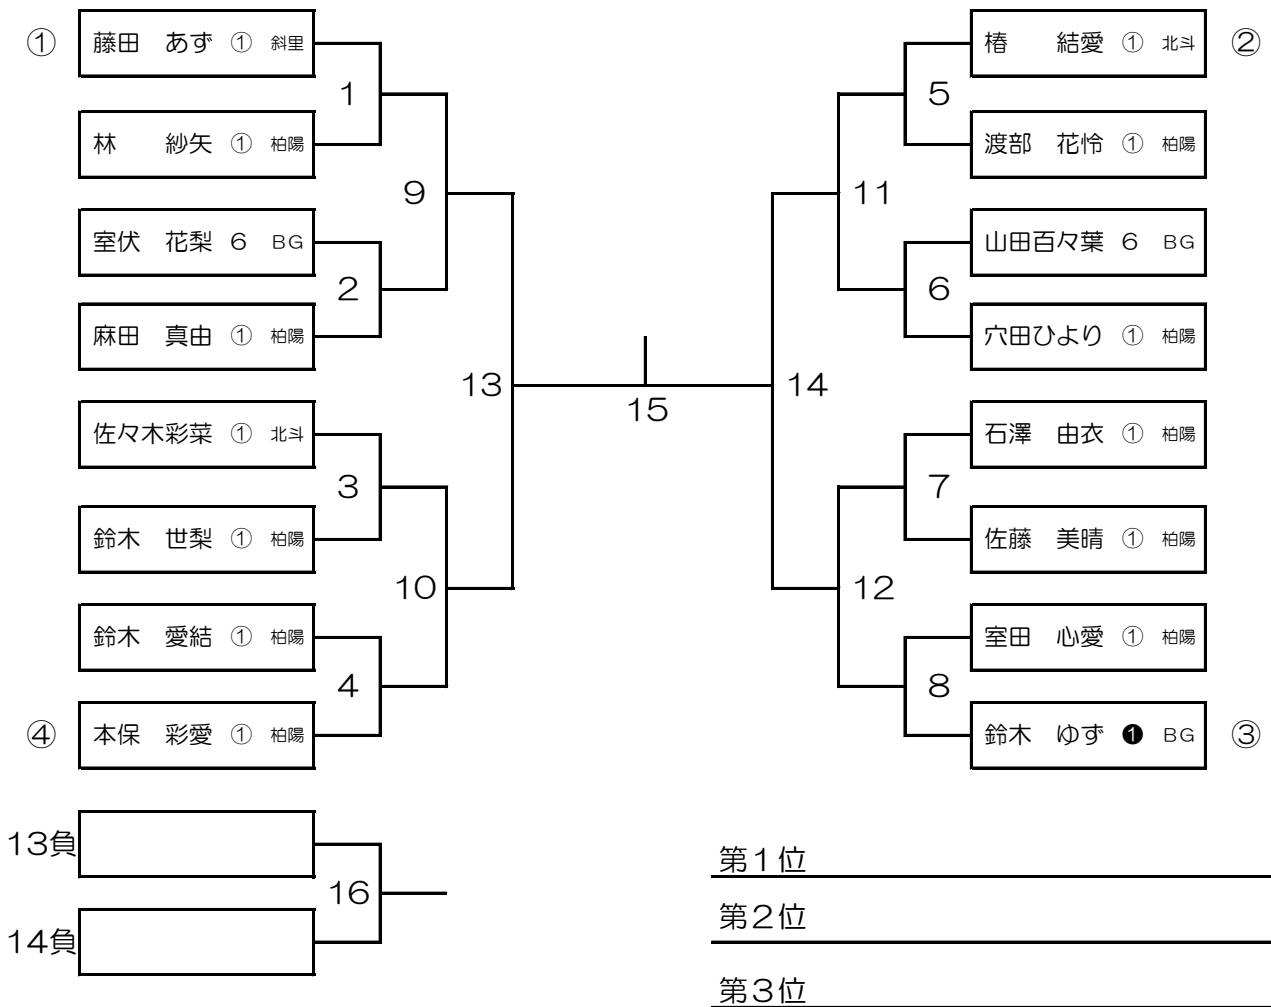 ① 藤田 あず ① 斜里
1
林 紗矢 ① 柏陽
9
室伏 花梨 6 BG
2
麻田 真由 ① 柏陽
13
佐々木彩菜 ① 北斗
3
鈴木 世梨 ① 柏陽
10
鈴木 愛結 ① 柏陽
4
④ 本保 彩愛 ① 柏陽
15
椿 結愛 ① 北斗 ②
5
渡部 花怜 ① 柏陽
11
山田百々葉 6 BG
6
穴田ひより ① 柏陽
14
石澤 由衣 ① 柏陽
7
佐藤 美晴 ① 柏陽
12
室田 心愛 ① 柏陽
8
鈴木 ゆず ❶ BG ③
13負
16
14負
第1位
第2位
第3位